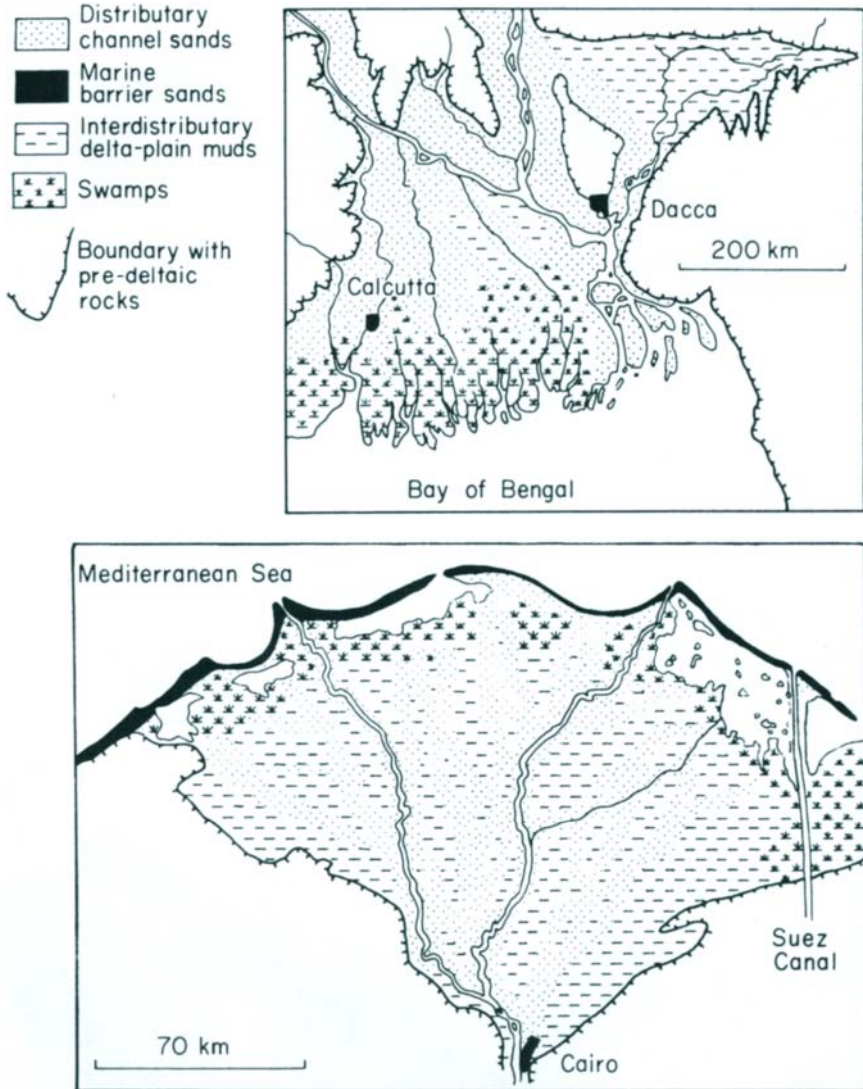 Distributary
channel sands
Marine
barrier sands
Interdistributary
delta-plain muds
Swamps
Boundary with
pre-deltaic
rocks
Dacca
200 km
Calcutta
Bay of Bengal
Mediterranean Sea
Suez
Canal
70 km
Cairo